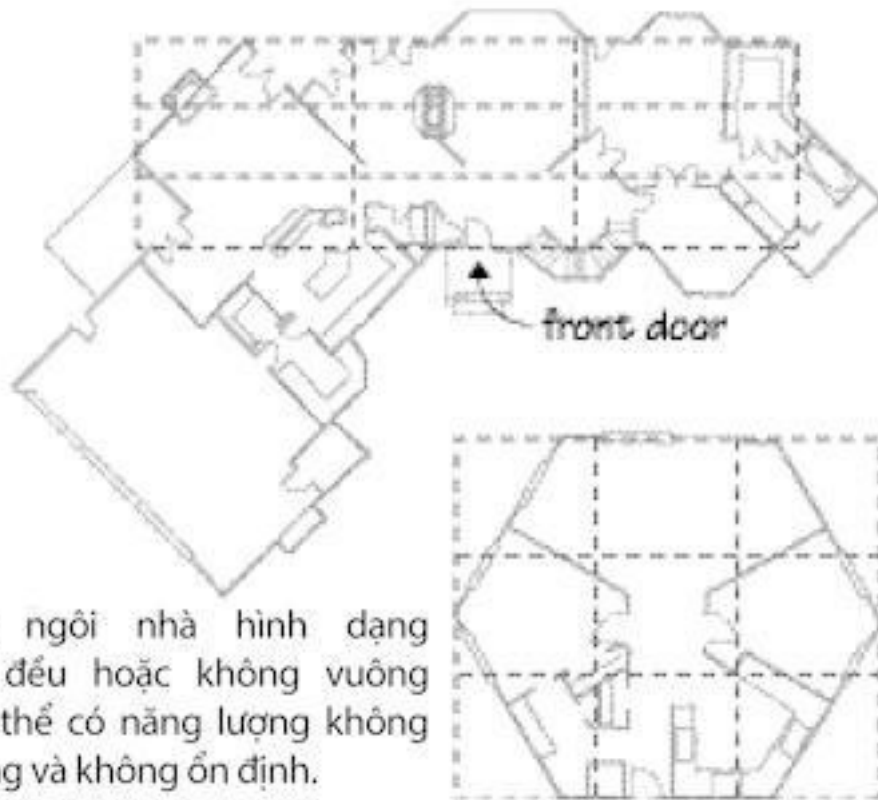 front door
ngôi nhà hình dạng
đều hoặc không vuông
thể có năng lượng không
và không ổn định.